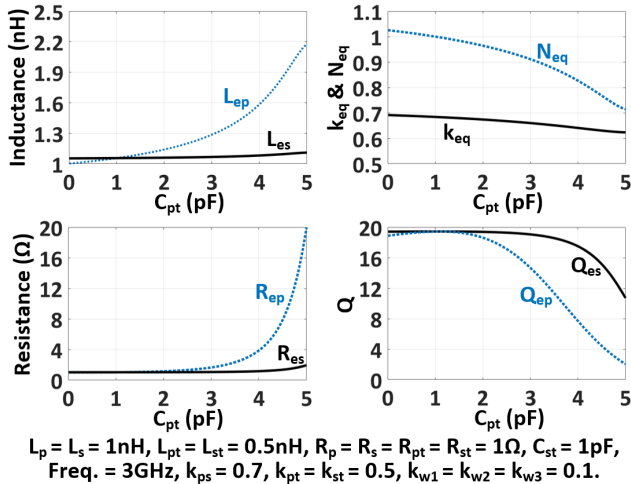 2.5
2.2
1.9
1.6
1.3
1
Inductance (nH)
Lep
Les
0 1 2 3 4 5
Cpt (pF)
1.1
1
0.9
0.8
0.7
0.6
0.5
keq & Neq
Neq
keq
0 1 2 3 4 5
Cpt (pF)
20
16
12
8
4
0
Resistance (Ω)
Rep
Res
0 1 2 3 4 5
Cpt (pF)
20
16
12
8
4
0
Q
Qes
Qep
0 1 2 3 4 5
Cpt (pF)
Lp = Ls = 1nH, Lpt = Lst = 0.5nH, Rp = Rs = Rpt = Rst = 1Ω, Cst = 1pF,
Freq. = 3GHz, kps = 0.7, kpt = kst = 0.5, kw1 = kw2 = kw3 = 0.1.